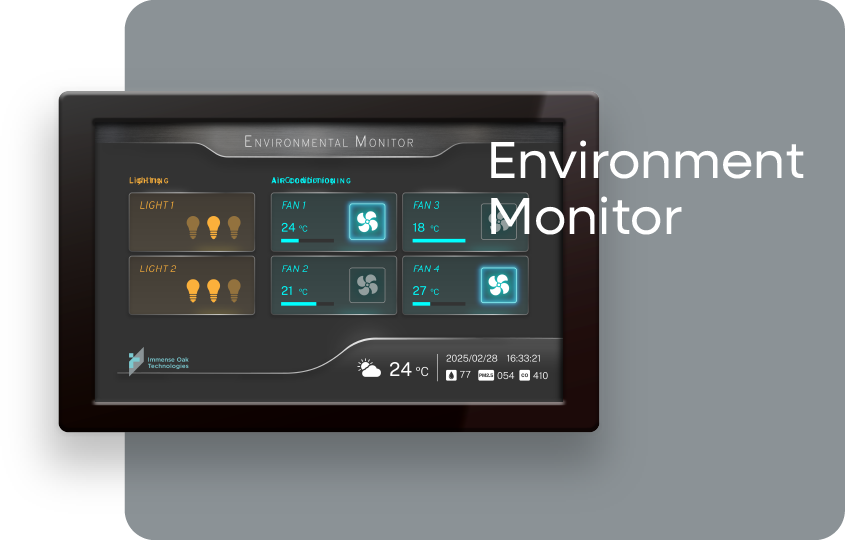 Environment
Monitor
ENVIRONMENTAL MONITOR
Lighting
AIR CONDITIONING
LIGHT 1
FAN 1
24 °C
FAN 3
18 °C
LIGHT 2
FAN 2
21 °C
FAN 4
27 °C
Immense Oak
Technologies
24 °C
2025/02/28 16:33:21
77 PM2.5 054 CO 410